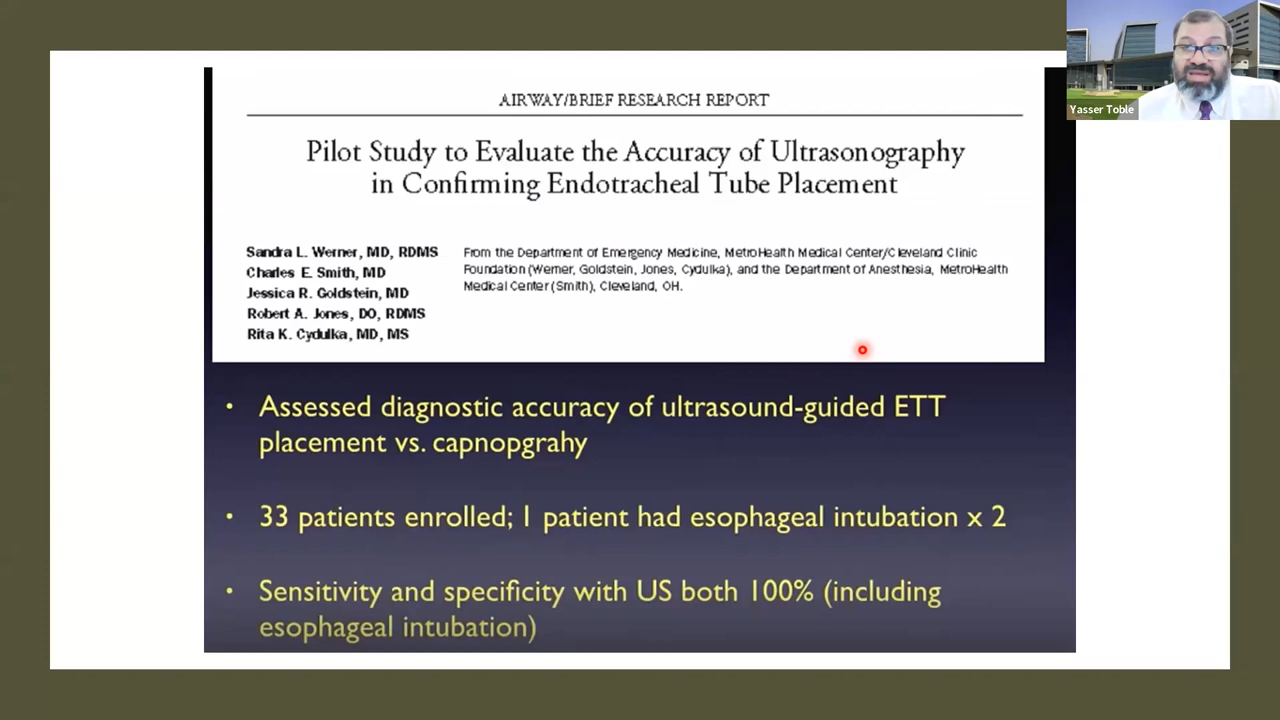 AIRWAY/BRIEF RESEARCH REPORT
Pilot Study to Evaluate the Accuracy of Ultrasonography
in Confirming Endotracheal Tube Placement
Sandra L. Werner, MD, RDMS
Charles E. Smith, MD
Jessica R. Goldstein, MD
Robert A. Jones, DO, RDMS
Rita K. Cydulka, MD, MS
From the Department of Emergency Medicine, MetroHealth Medical Center/Cleveland Clinic
Foundation (Werner, Goldstein, Jones, Cydulka), and the Department of Anesthesia, MetroHealth
Medical Center (Smith), Cleveland, OH.
• Assessed diagnostic accuracy of ultrasound-guided ETT
placement vs. capnopgrahy
• 33 patients enrolled; 1 patient had esophageal intubation x 2
• Sensitivity and specificity with US both 100% (including
esophageal intubation)
Yasser Toble